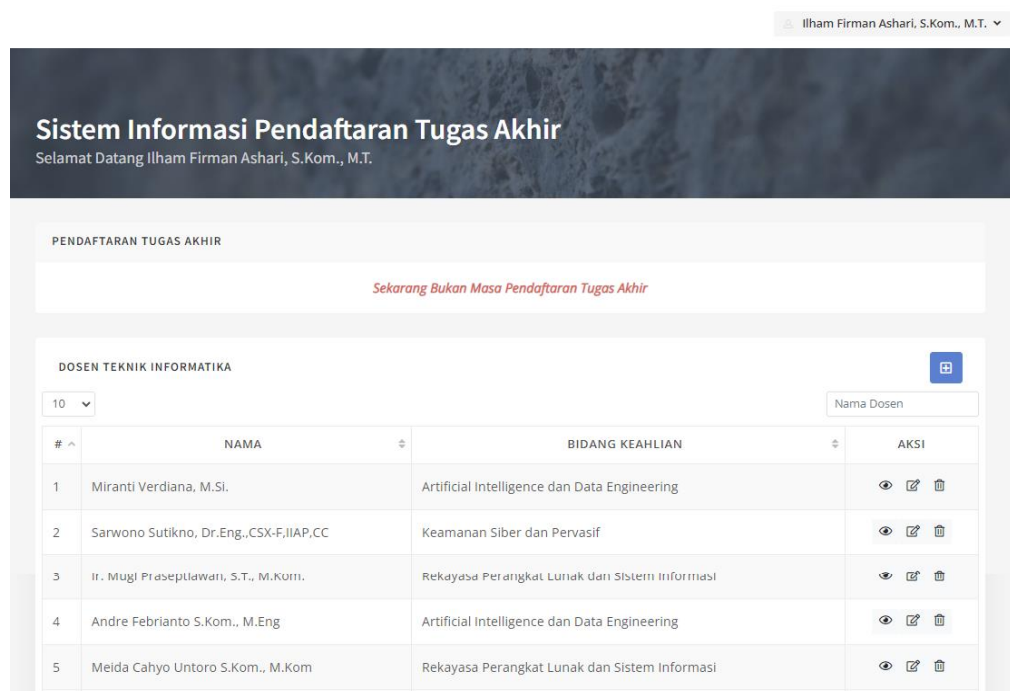 Ilham Firman Ashari, S.Kom., M.T.
Sistem Informasi Pendaftaran Tugas Akhir
Selamat Datang Ilham Firman Ashari, S.Kom., M.T.
PENDAFTARAN TUGAS AKHIR
Sekarang Bukan Masa Pendaftaran Tugas Akhir
DOSEN TEKNIK INFORMATIKA
10 Nama Dosen
# NAMA BIDANG KEAHLIAN AKSI
1 Miranti Verdiana, M.Si. Artificial Intelligence dan Data Engineering
2 Sarwono Sutikno, Dr.Eng.,CSX-F,IIAP,CC Keamanan Siber dan Pervasif
3 Ir. Mugi Praseptiawan, S.T., M.Kom. Rekayasa Perangkat Lunak dan Sistem Informasi
4 Andre Febrianto S.Kom., M.Eng Artificial Intelligence dan Data Engineering
5 Meida Cahyo Untoro S.Kom., M.Kom Rekayasa Perangkat Lunak dan Sistem Informasi